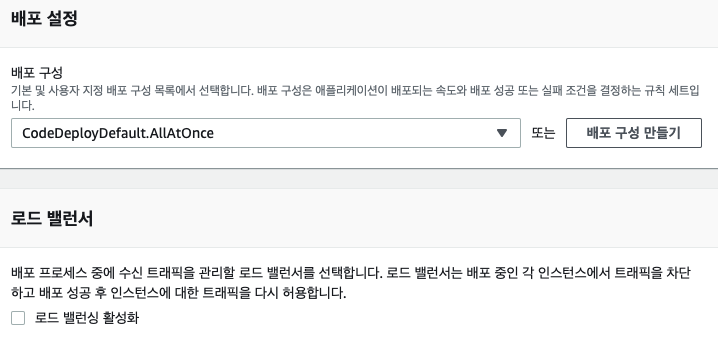 배포 설정
배포 구성
기본 및 사용자 지정 배포 구성 목록에서 선택합니다. 배포 구성은 애플리케이션이 배포되는 속도와 배포 성공 또는 실패 조건을 결정하는 규칙 세트입
니다.
CodeDeployDefault.AllAtOnce 또는 배포 구성 만들기
로드 밸런서
배포 프로세스 중에 수신 트래픽을 관리할 로드 밸런서를 선택합니다. 로드 밸런서는 배포 중인 각 인스턴스에서 트래픽을 차단
하고 배포 성공 후 인스턴스에 대한 트래픽을 다시 허용합니다.
로드 밸런싱 활성화